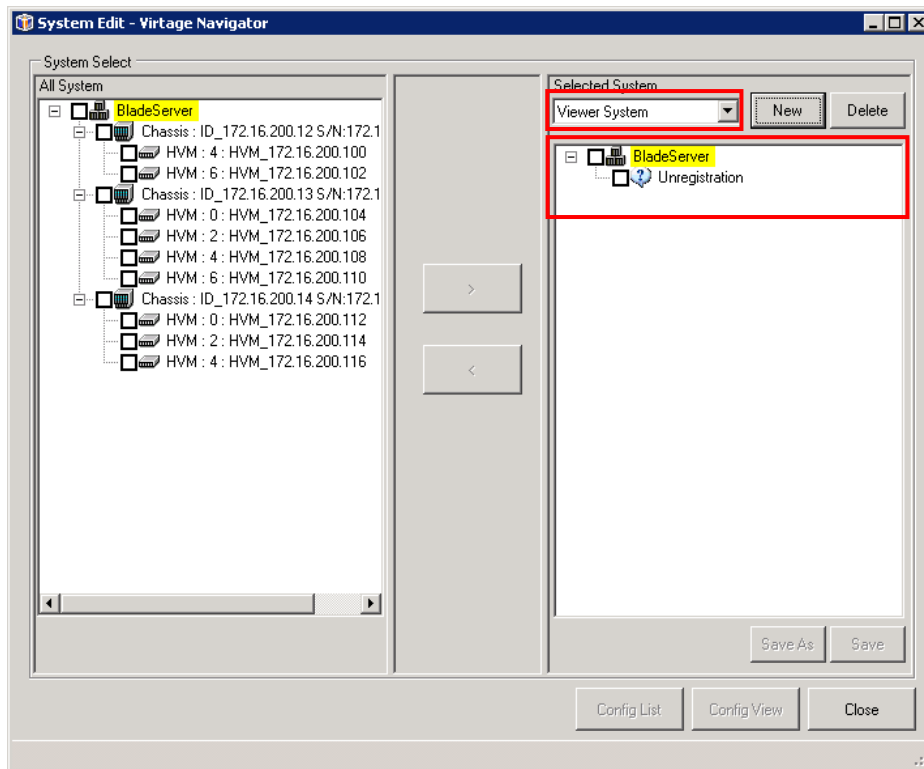 System Edit - Virtage Navigator
System Select
All System
BladeServer
Chassis : ID_172.16.200.12 S/N:172.1
HVM : 4 : HVM_172.16.200.100
HVM : 6 : HVM_172.16.200.102
Chassis : ID_172.16.200.13 S/N:172.1
HVM : 0 : HVM_172.16.200.104
HVM : 2 : HVM_172.16.200.106
HVM : 4 : HVM_172.16.200.108
HVM : 6 : HVM_172.16.200.110
Chassis : ID_172.16.200.14 S/N:172.1
HVM : 0 : HVM_172.16.200.112
HVM : 2 : HVM_172.16.200.114
HVM : 4 : HVM_172.16.200.116
>
<
Selected System
Viewer System New Delete
BladeServer
Unregistration
Save As Save
Config List Config View Close